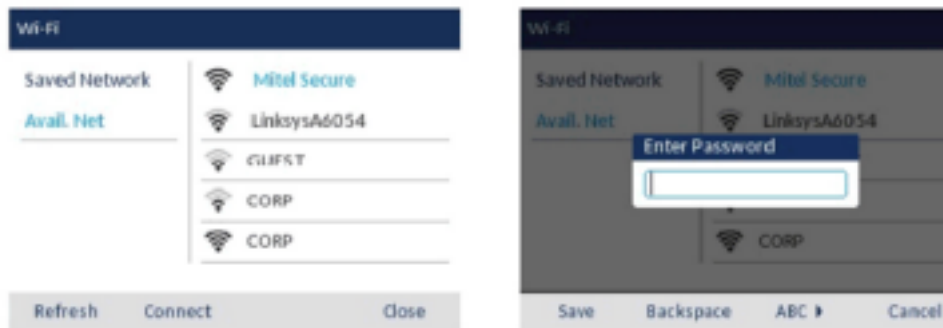 Wi-Fi
Saved Network
Avail. Net
Mitel Secure
LinksysA6054
GUEST
CORP
CORP
Refresh Connect Close
Wi-Fi
Saved Network
Avail. Net
Mitel Secure
LinksysA6054
Enter Password
CORP
Save Backspace ABC Cancel